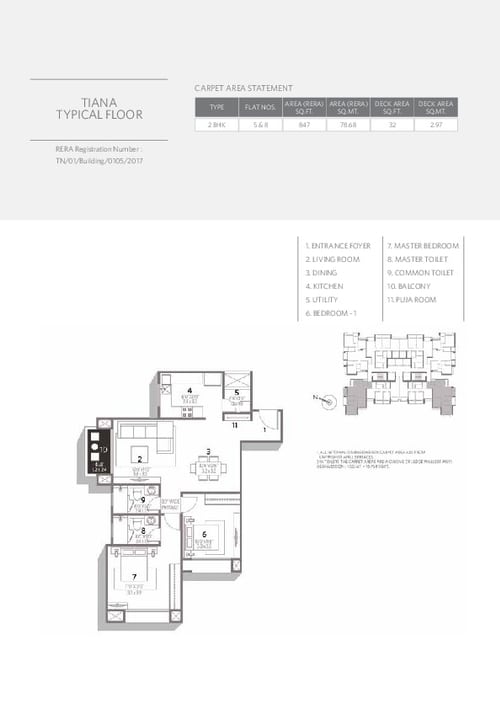 TIANA
TYPICAL FLOOR
RERA Registration Number :
TN/01/Building/0105/2017
CARPET AREA STATEMENT
TYPE FLAT NOS. AREA (RERA) SQ.FT. AREA (RERA) SQ.MT. DECK AREA SQ.FT. DECK AREA SQ.MT.
2 BHK 5 & 8 847 78.68 32 2.97
1. ENTRANCE FOYER
2. LIVING ROOM
3. DINING
4. KITCHEN
5. UTILITY
6. BEDROOM - 1
7. MASTER BEDROOM
8. MASTER TOILET
9. COMMON TOILET
10. BALCONY
11. PUJA ROOM
N
4
5
11
1
10
2
3
9
8
6
7